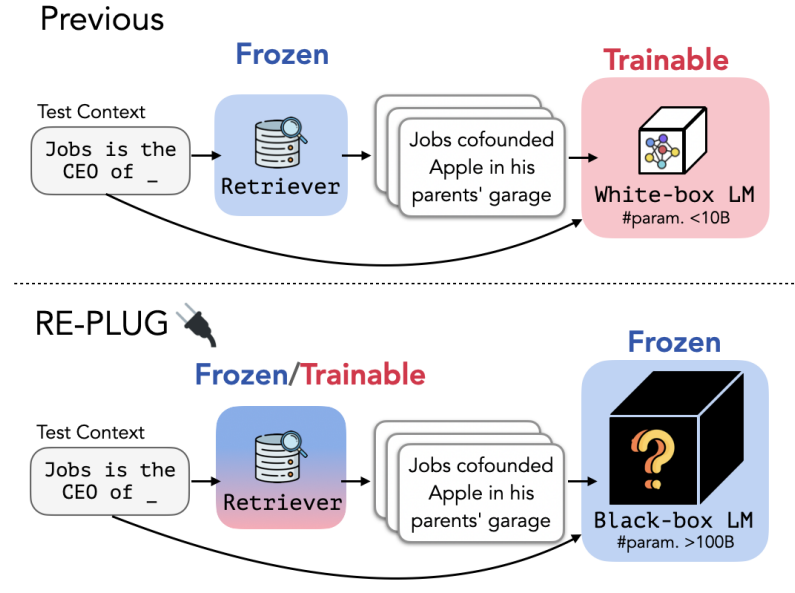 Previous
Frozen
Trainable
Test Context
Jobs is the
CEO of _
Retriever
Jobs cofounded
Apple in his
parents' garage
White-box LM
#param. <10B
RE-PLUG
Frozen/Trainable
Frozen
Test Context
Jobs is the
CEO of _
Retriever
Jobs cofounded
Apple in his
parents' garage
?
Black-box LM
#param. >100B